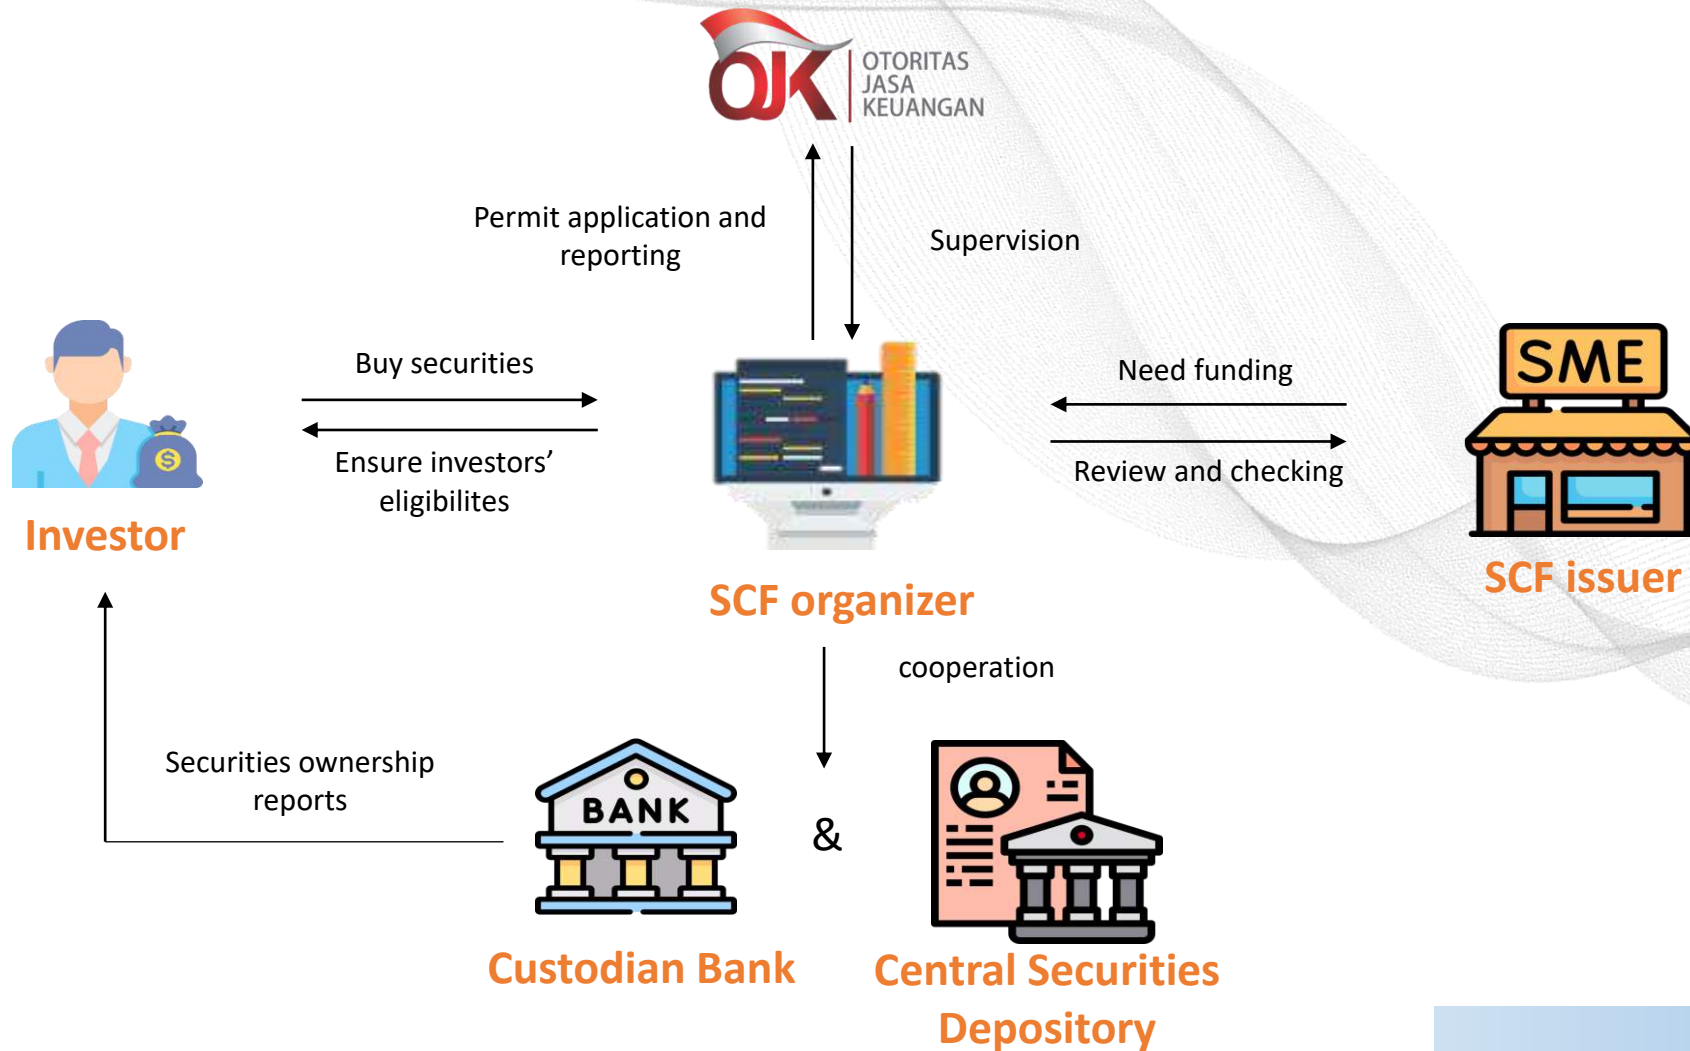 OJK
OTORITAS
JASA
KEUANGAN
Permit application and
reporting
Supervision
Buy securities
Ensure investors’
eligibilites
Need funding
Review and checking
SME
Investor
SCF organizer
SCF issuer
cooperation
Securities ownership
reports
BANK
&
Custodian Bank
Central Securities
Depository